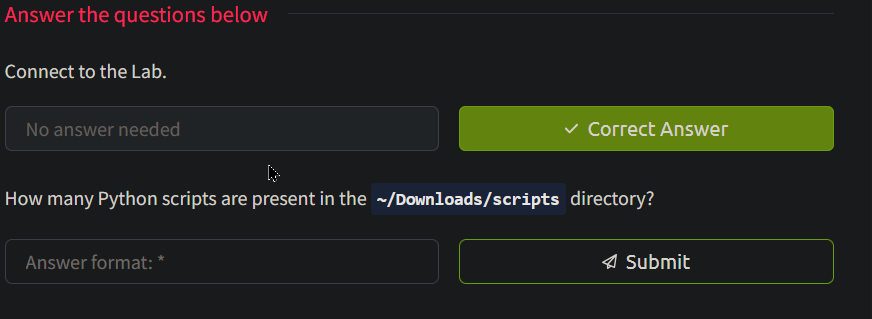 Answer the questions below
Connect to the Lab.
No answer needed
Correct Answer
How many Python scripts are present in the ~/Downloads/scripts directory?
Answer format: *
Submit